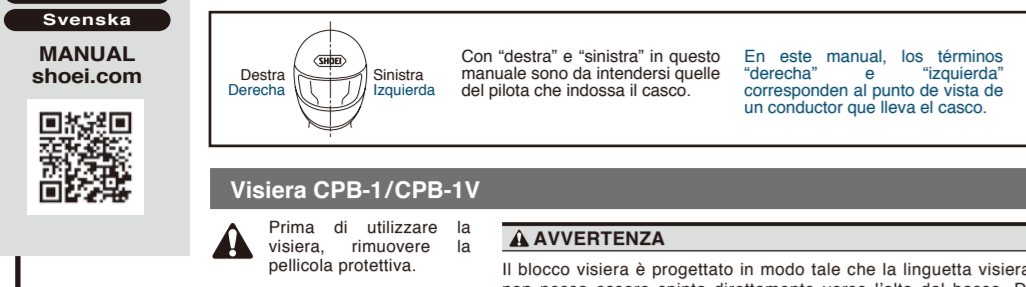 Svenska
MANUAL
shoei.com
SHOEI
Destra
Derecha
Sinistra
Izquierda
Con “destra” e “sinistra” in questo
manuale sono da intendersi quelle
del pilota che indossa il casco.
En este manual, los términos
“derecha” e “izquierda”
corresponden al punto de vista de
un conductor que lleva el casco.
Visiera CPB-1/CPB-1V
Prima di utilizzare la
visiera, rimuovere la
pellicola protettiva.
AVVERTENZA
Il blocco visiera è progettato in modo tale che la linguetta visiera